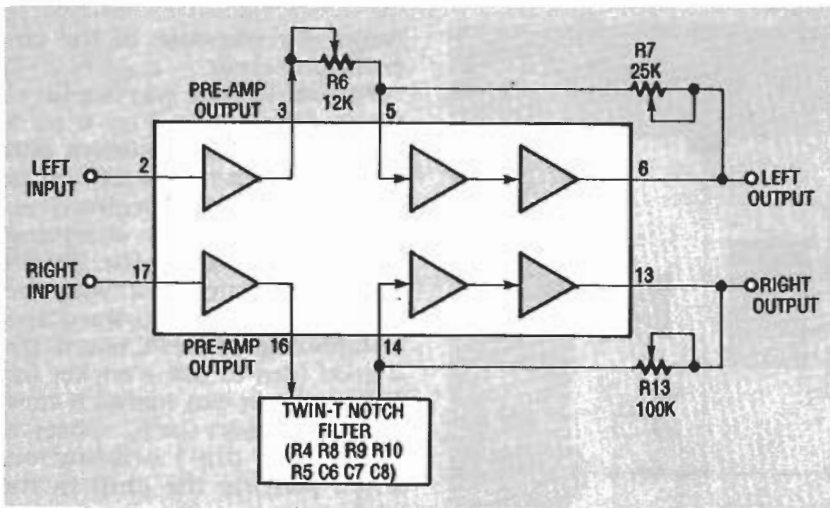 R6
12K
R7
25K
PRE-AMP
OUTPUT
3
5
LEFT
INPUT
2
6
LEFT
OUTPUT
RIGHT
INPUT
17
13
RIGHT
OUTPUT
PRE-AMP
OUTPUT
16
14
R13
100K
TWIN-T NOTCH
FILTER
(R4 R8 R9 R10
R5 C6 C7 C8)